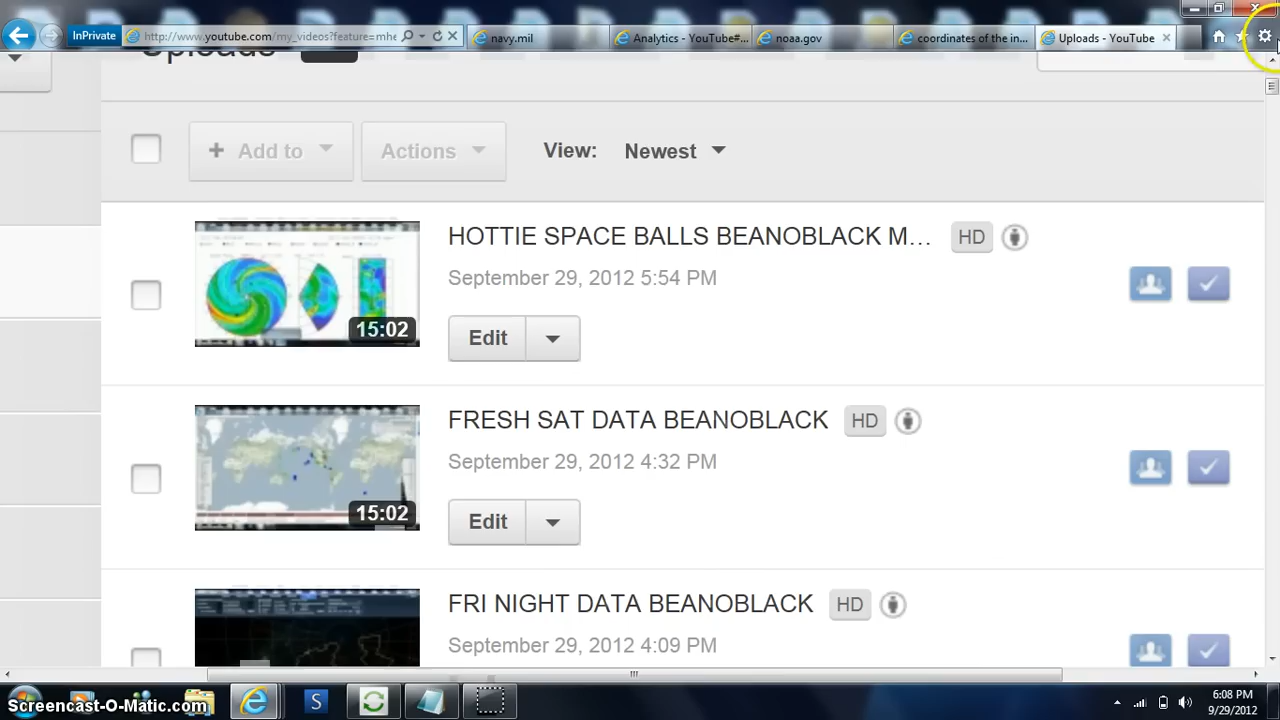 InPrivate http://www.youtube.com/my_videos?feature=mhe navy.mil Analytics - YouTube#... noaa.gov coordinates of the in... Uploads - YouTube
Uploads
+ Add to Actions View: Newest
HOTTIE SPACE BALLS BEANOBLACK M... HD
September 29, 2012 5:54 PM
15:02
Edit
FRESH SAT DATA BEANOBLACK HD
September 29, 2012 4:32 PM
15:02
Edit
FRI NIGHT DATA BEANOBLACK HD
September 29, 2012 4:09 PM
Screencast-O-Matic.com
S
6:08 PM
9/29/2012